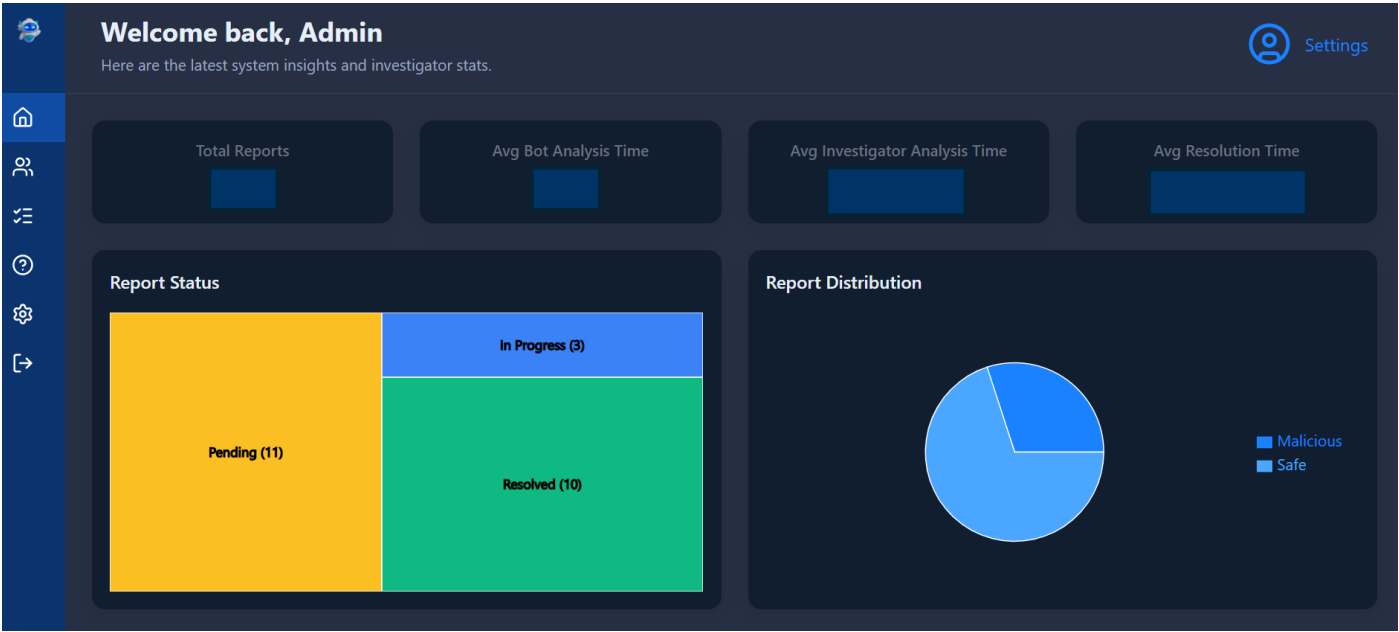 Welcome back, Admin
Here are the latest system insights and investigator stats.
Settings
Total Reports
Avg Bot Analysis Time
Avg Investigator Analysis Time
Avg Resolution Time
Report Status
Pending (11)
In Progress (3)
Resolved (10)
Report Distribution
Malicious
Safe